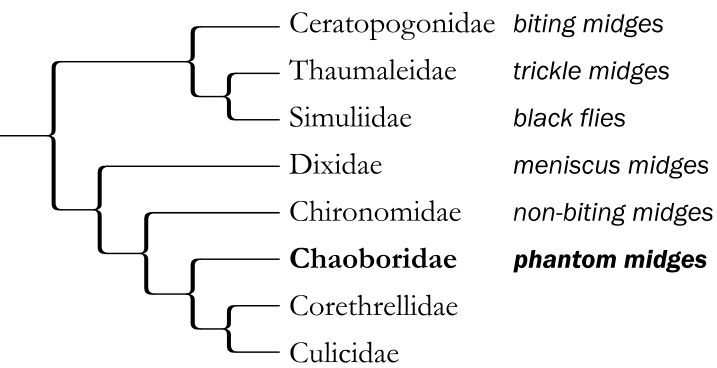 Ceratopogonidae biting midges
Thaumaleidae trickle midges
Simuliidae black flies
Dixidae meniscus midges
Chironomidae non-biting midges
Chaoboridae phantom midges
Corethrellidae
Culicidae